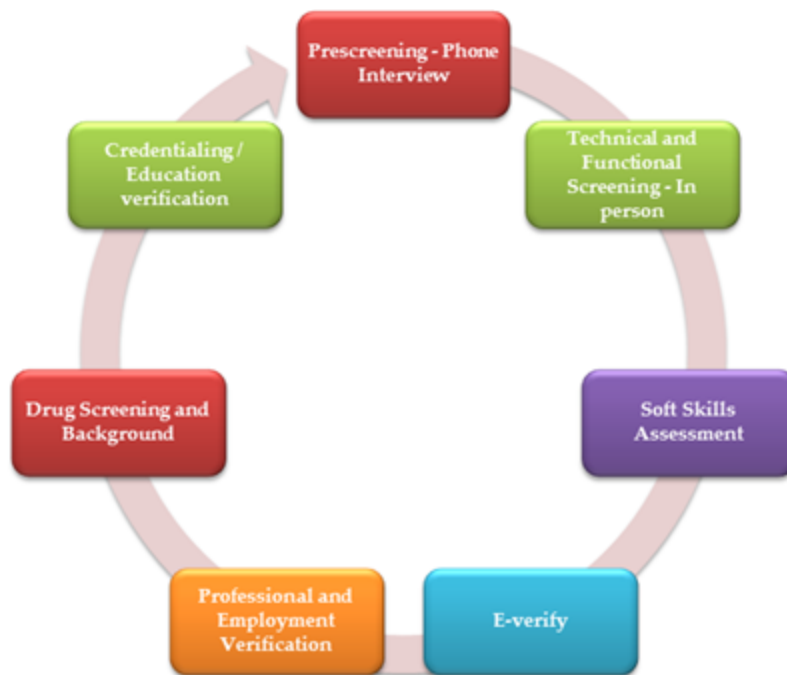 Prescreening - Phone
Interview
Technical and
Functional
Screening - In
person
Soft Skills
Assessment
E-verify
Professional and
Employment
Verification
Drug Screening and
Background
Credentialing /
Education
verification